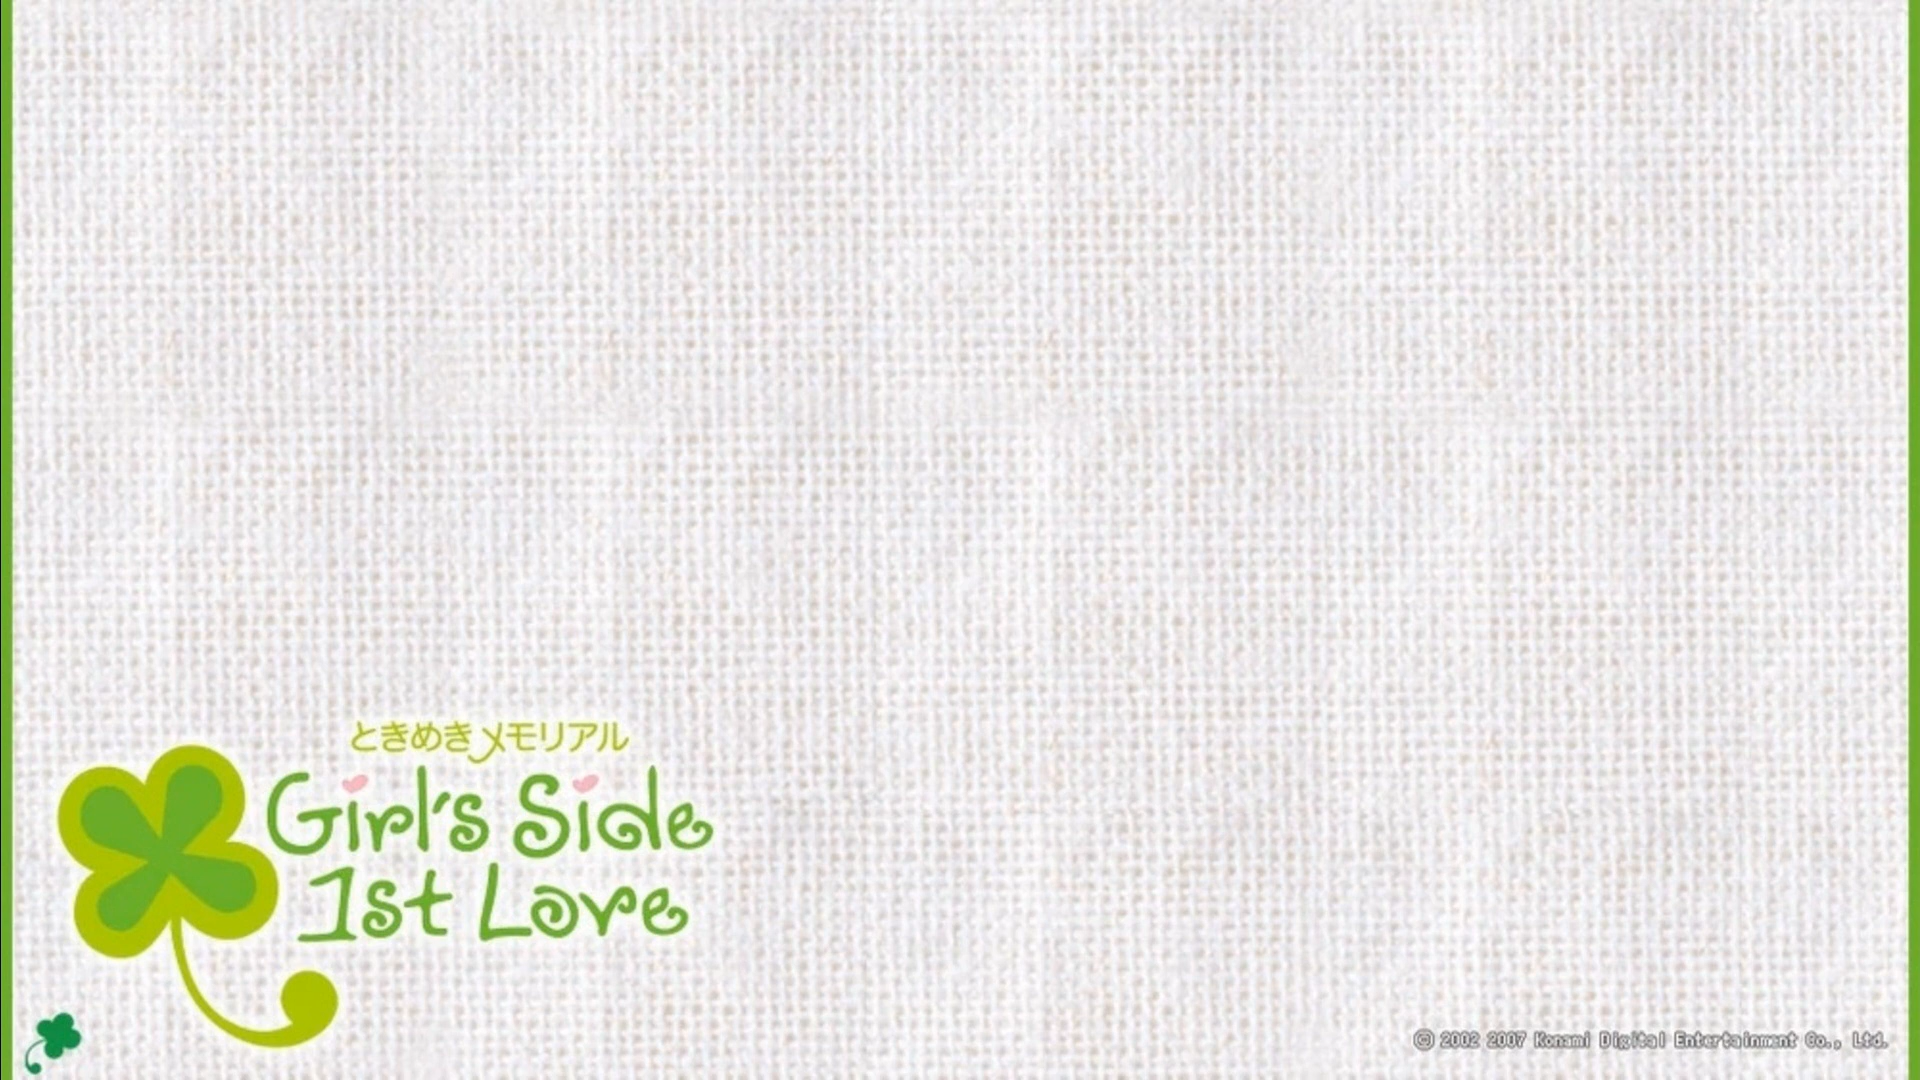 ときめきメモリアル
Girl's Side
1st Love
© 2002 2007 Konami Digital Entertainment Co., Ltd.